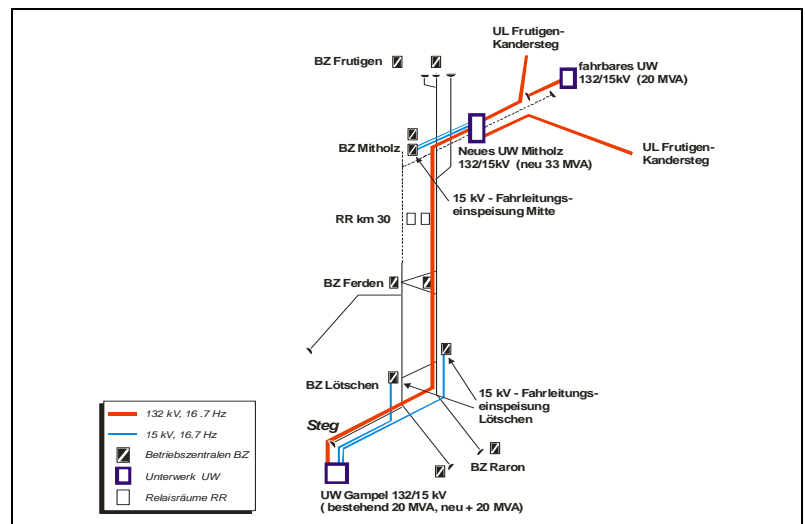 UL Frutigen-
Kandersteg
BZ Frutigen
fahrbares UW
132/15kV (20 MVA)
BZ Mitholz
Neues UW Mitholz
132/15kV (neu 33 MVA)
UL Frutigen-
Kandersteg
15 kV - Fahrleitungs-
einspeisung Mitte
RR km 30
BZ Ferden
BZ Lötschen
15 kV - Fahrleitungs-
einspeisung
Lötschen
132 kV, 16 .7 Hz
15 kV, 16.7 Hz
Betriebszentralen BZ
Unterwerk UW
Relaisräume RR
Steg
BZ Raron
UW Gampel 132/15 kV
( bestehend 20 MVA, neu + 20 MVA)